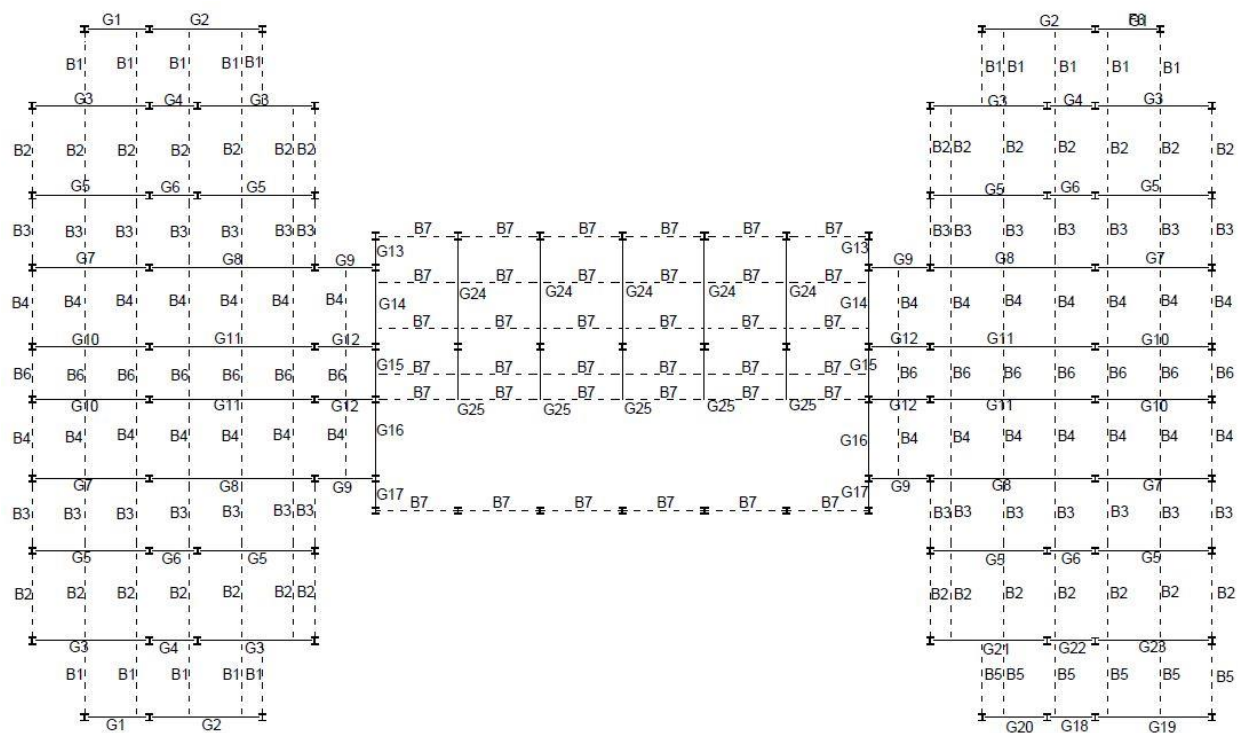 G1 G2 G2 G1
B1 B1 B1 B1 B1 B1 B1 B1 B1 B1
G3 G4 G3 G3 G4 G3
B2 B2 B2 B2 B2 B2 B2 B2 B2 B2 B2 B2 B2 B2
G5 G6 G5 G5 G6 G5
B3 B3 B3 B3 B3 B3 B3 B3 B3 B3 B3 B3 B3 B3
B7 B7 B7 B7 B7 B7
G13 G13
G7 G8 G9 G9 G8 G7
B7 B7 B7 B7 B7 B7
G24 G24 G24 G24 G24
B4 B4 B4 B4 B4 B4 B4 G14 G14 B4 B4 B4 B4 B4 B4 B4
B7 B7 B7 B7 B7 B7
G10 G11 G12 G12 G11 G10
G15 B7 B7 B7 B7 B7 B7 G15
B6 B6 B6 B6 B6 B6 B6 B6 B6 B6 B6 B6 B6 B6
B7 B7 B7 B7 B7 B7
G10 G11 G12 G25 G25 G25 G25 G25 G12 G11 G10
B4 B4 B4 B4 B4 B4 B4 G16 G16 B4 B4 B4 B4 B4 B4 B4
G7 G8 G9 G9 G8 G7
G17 G17
B7 B7 B7 B7 B7 B7
B3 B3 B3 B3 B3 B3 B3 B3 B3 B3 B3 B3 B3 B3
G5 G6 G5 G5 G6 G5
B2 B2 B2 B2 B2 B2 B2 B2 B2 B2 B2 B2 B2 B2
G3 G4 G3 G21 G22 G23
B1 B1 B1 B1 B1 B5 B5 B5 B5 B5 B5
G1 G2 G20 G18 G19